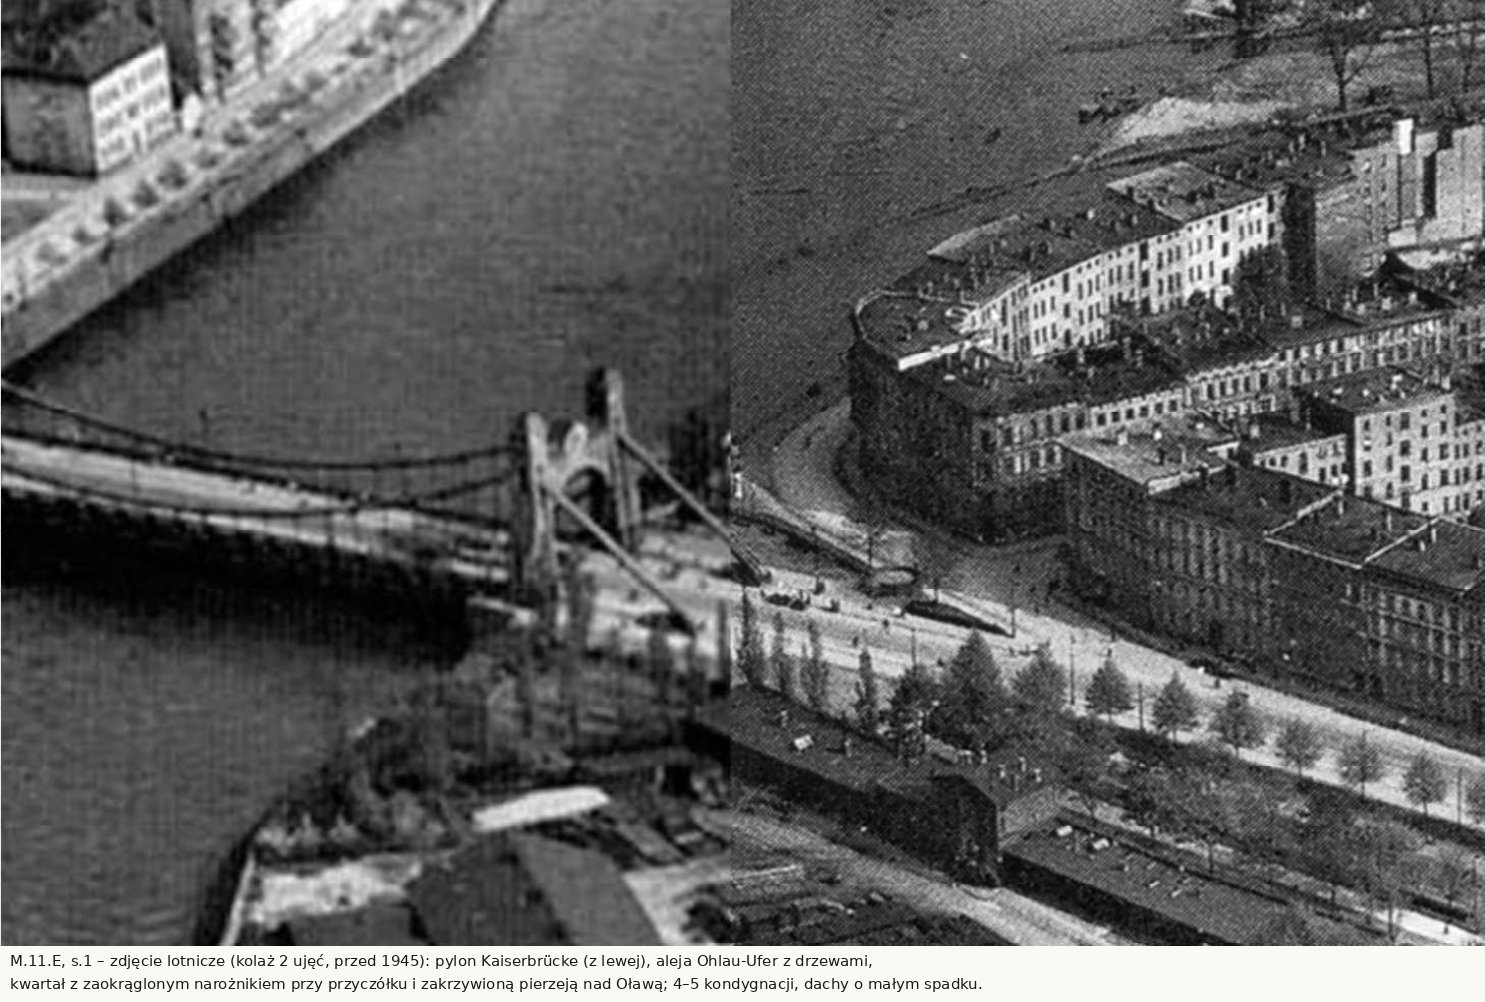 M.11.E, s.1 – zdjęcie lotnicze (kolaż 2 ujęć, przed 1945): pylon Kaiserbrücke (z lewej), aleja Ohlau-Ufer z drzewami,
kwartał z zaokrąglonym narożnikiem przy przyczółku i zakrzywioną pierzeją nad Oławą; 4–5 kondygnacji, dachy o małym spadku.